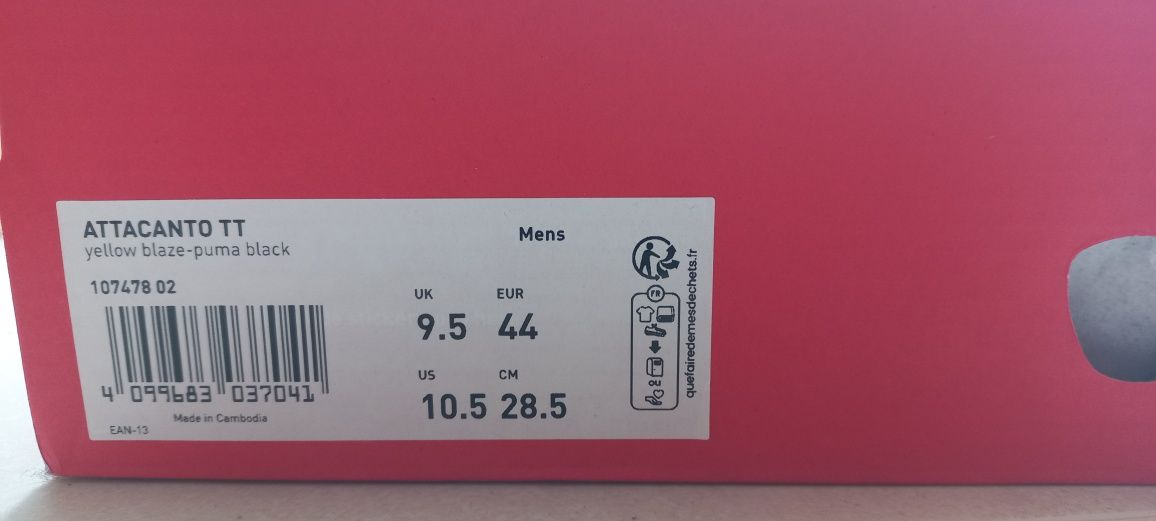 ATTACANTO TT
yellow blaze-puma black
Mens
107478 02
UK EUR
9.5 44
US CM
10.5 28.5
4 099683 037041
Made in Cambodia
EAN-13
FR
quefairedemesdechets.fr